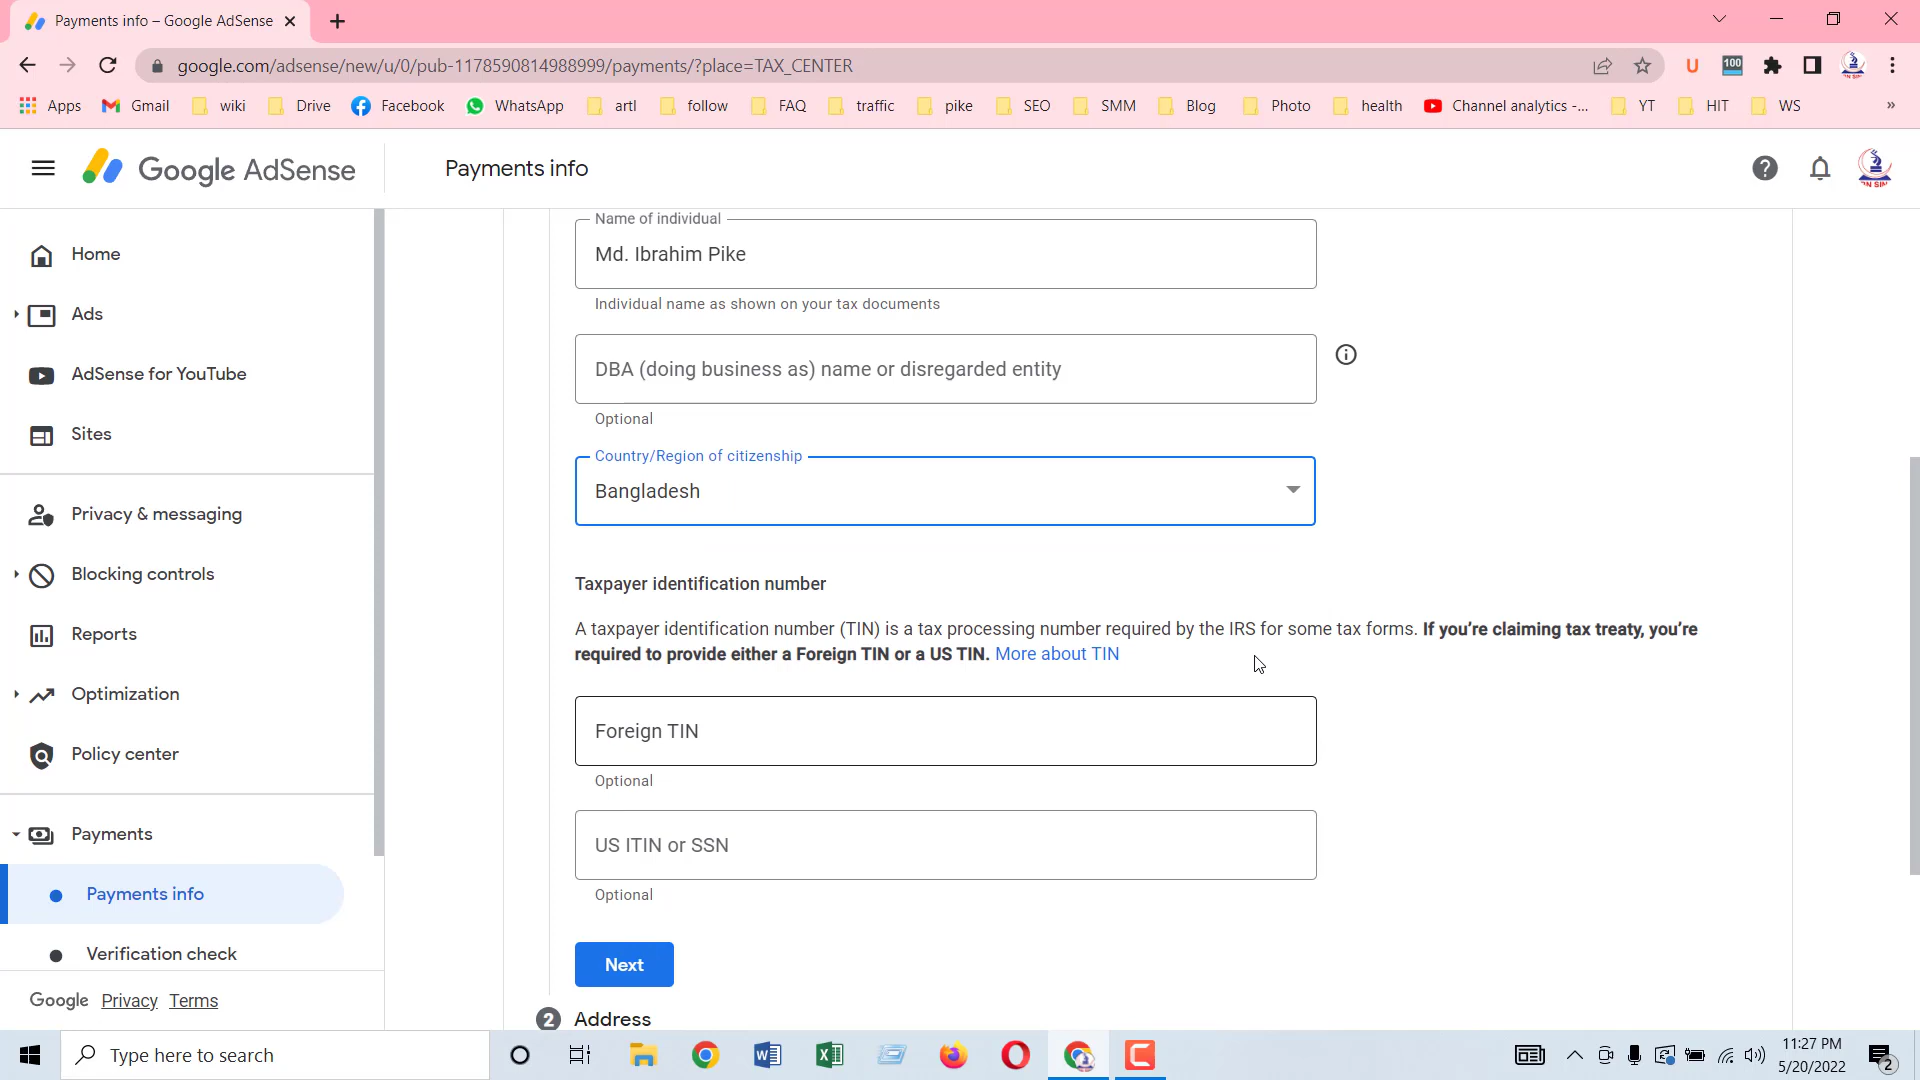 Payments info – Google AdSense
google.com/adsense/new/u/0/pub-1178590814988999/payments/?place=TAX_CENTER
U
100
Apps Gmail wiki Drive Facebook WhatsApp artl follow FAQ traffic pike SEO SMM Blog Photo health Channel analytics -... YT HIT WS »
Google AdSense
Payments info
Home
Ads
AdSense for YouTube
Sites
Privacy & messaging
Blocking controls
Reports
Optimization
Policy center
Payments
Payments info
Verification check
Google Privacy Terms
Name of individual
Md. Ibrahim Pike
Individual name as shown on your tax documents
DBA (doing business as) name or disregarded entity
Optional
Country/Region of citizenship
Bangladesh
Taxpayer identification number
A taxpayer identification number (TIN) is a tax processing number required by the IRS for some tax forms. If you’re claiming tax treaty, you’re
required to provide either a Foreign TIN or a US TIN. More about TIN
Foreign TIN
Optional
US ITIN or SSN
Optional
Next
2 Address
Type here to search
11:27 PM
5/20/2022
2